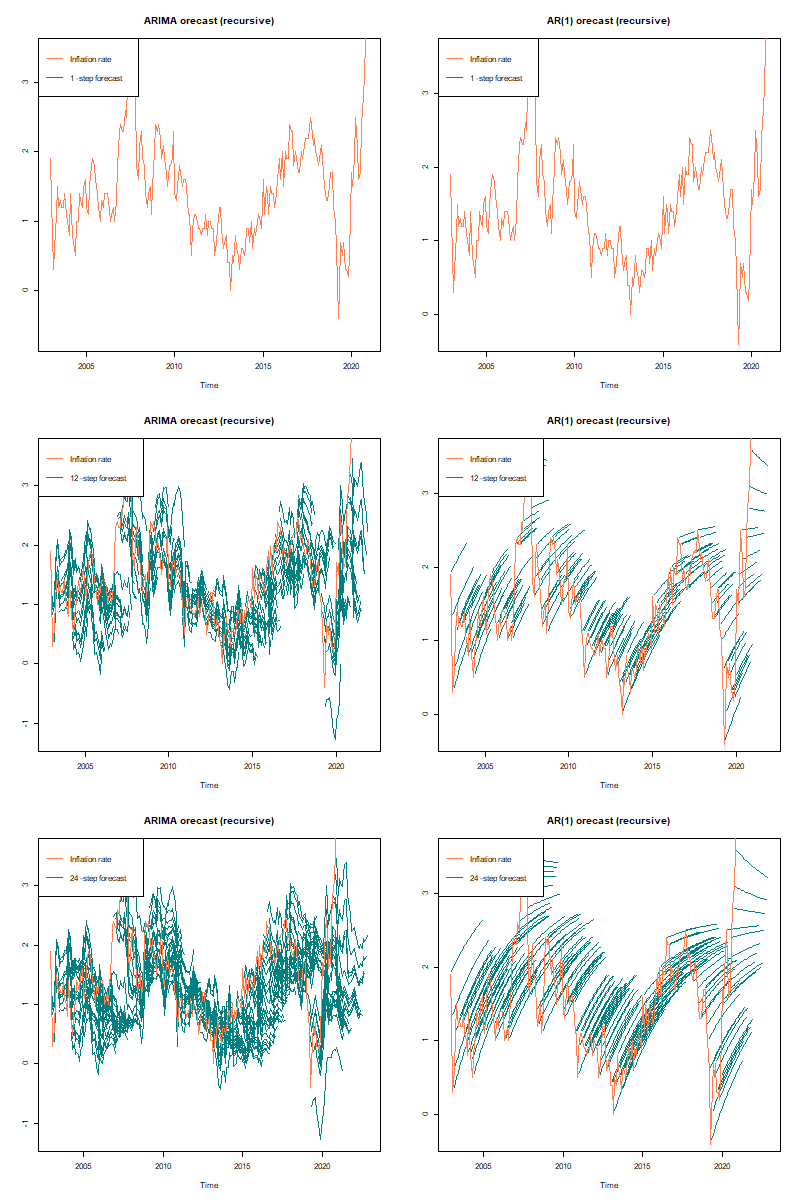 ARIMA orecast (recursive)
Inflation rate
1 -step forecast
3
2
1
0
2005
2010
2015
2020
Time
AR(1) orecast (recursive)
Inflation rate
1 -step forecast
3
2
1
0
2005
2010
2015
2020
Time
ARIMA orecast (recursive)
Inflation rate
12 -step forecast
3
2
1
0
-1
2005
2010
2015
2020
Time
AR(1) orecast (recursive)
Inflation rate
12 -step forecast
3
2
1
0
2005
2010
2015
2020
Time
ARIMA orecast (recursive)
Inflation rate
24 -step forecast
3
2
1
0
-1
2005
2010
2015
2020
Time
AR(1) orecast (recursive)
Inflation rate
24 -step forecast
3
2
1
0
2005
2010
2015
2020
Time